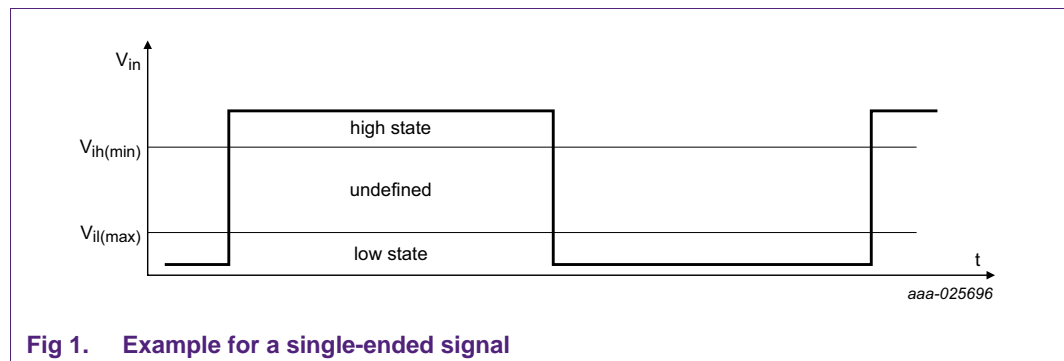 Vin
high state
Vih(min)
undefined
Vil(max)
low state
t
aaa-025696
Fig 1. Example for a single-ended signal